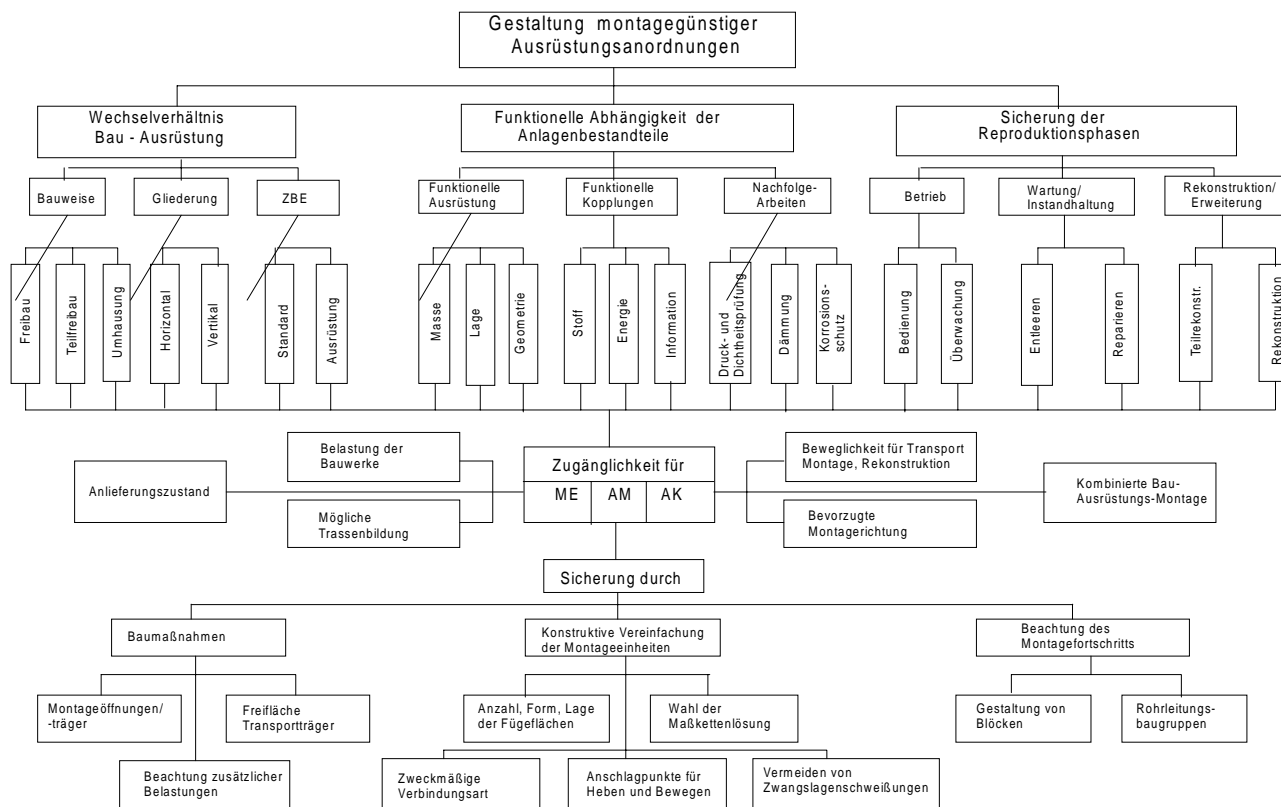 Gestaltung montagegünstiger
Ausrüstungsanordnungen
Wechselverhältnis
Bau - Ausrüstung
Funktionelle Abhängigkeit der
Anlagenbestandteile
Sicherung der
Reproduktionsphasen
Bauweise
Gliederung
ZBE
Funktionelle
Ausrüstung
Funktionelle
Kopplungen
Nachfolge-
Arbeiten
Betrieb
Wartung/
Instandhaltung
Rekonstruktion/
Erweiterung
Freibau
Teilfreibau
Umhausung
Horizontal
Vertikal
Standard
Ausrüstung
Masse
Lage
Geometrie
Stoff
Energie
Information
Druck- und
Dichtheitsprüfung
Dämmung
Korrosions-
schutz
Bedienung
Überwachung
Entleeren
Reparieren
Teilrekonstr.
Rekonstruktion
Belastung der
Bauwerke
Zugänglichkeit für
Beweglichkeit für Transport
Montage, Rekonstruktion
Anlieferungszustand
ME AM AK
Kombinierte Bau-
Ausrüstungs-Montage
Mögliche
Trassenbildung
Bevorzugte
Montagerichtung
Sicherung durch
Baumaßnahmen
Konstruktive Vereinfachung
der Montageeinheiten
Beachtung des
Montagefortschritts
Montageöffnungen/
-träger
Freifläche
Transportträger
Anzahl, Form, Lage
der Fügeflächen
Wahl der
Maßkettenlösung
Gestaltung von
Blöcken
Rohrleitungs-
baugruppen
Beachtung zusätzlicher
Belastungen
Zweckmäßige
Verbindungsart
Anschlagpunkte für
Heben und Bewegen
Vermeiden von
Zwangslagenschweißungen